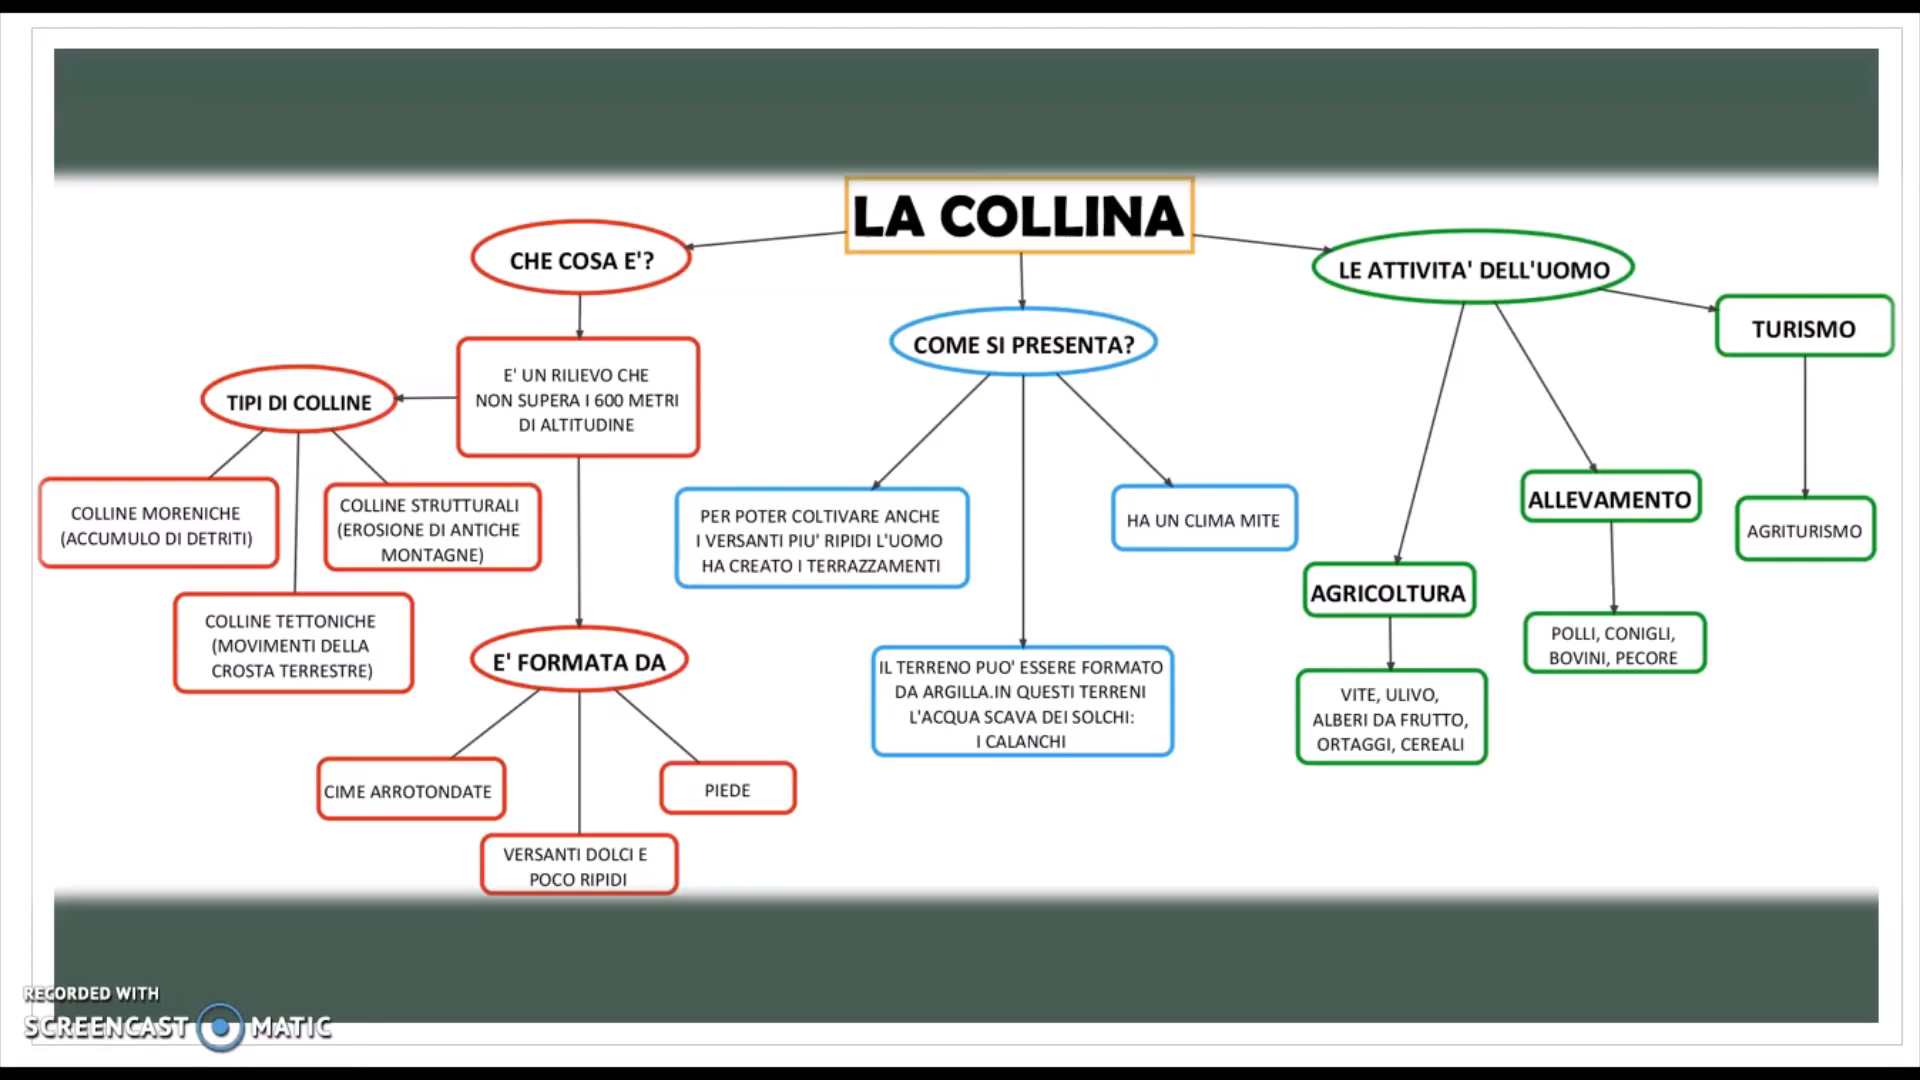 LA COLLINA
CHE COSA E'?
E' UN RILIEVO CHE
NON SUPERA I 600 METRI
DI ALTITUDINE
TIPI DI COLLINE
COLLINE MORENICHE
(ACCUMULO DI DETRITI)
COLLINE STRUTTURALI
(EROSIONE DI ANTICHE
MONTAGNE)
COLLINE TETTONICHE
(MOVIMENTI DELLA
CROSTA TERRESTRE)
E' FORMATA DA
CIME ARROTONDATE
VERSANTI DOLCI E
POCO RIPIDI
PIEDE
COME SI PRESENTA?
PER POTER COLTIVARE ANCHE
I VERSANTI PIU' RIPIDI L'UOMO
HA CREATO I TERRAZZAMENTI
IL TERRENO PUO' ESSERE FORMATO
DA ARGILLA.IN QUESTI TERRENI
L'ACQUA SCAVA DEI SOLCHI:
I CALANCHI
HA UN CLIMA MITE
LE ATTIVITA' DELL'UOMO
AGRICOLTURA
VITE, ULIVO,
ALBERI DA FRUTTO,
ORTAGGI, CEREALI
ALLEVAMENTO
POLLI, CONIGLI,
BOVINI, PECORE
TURISMO
AGRITURISMO
RECORDED WITH
SCREENCAST MATIC